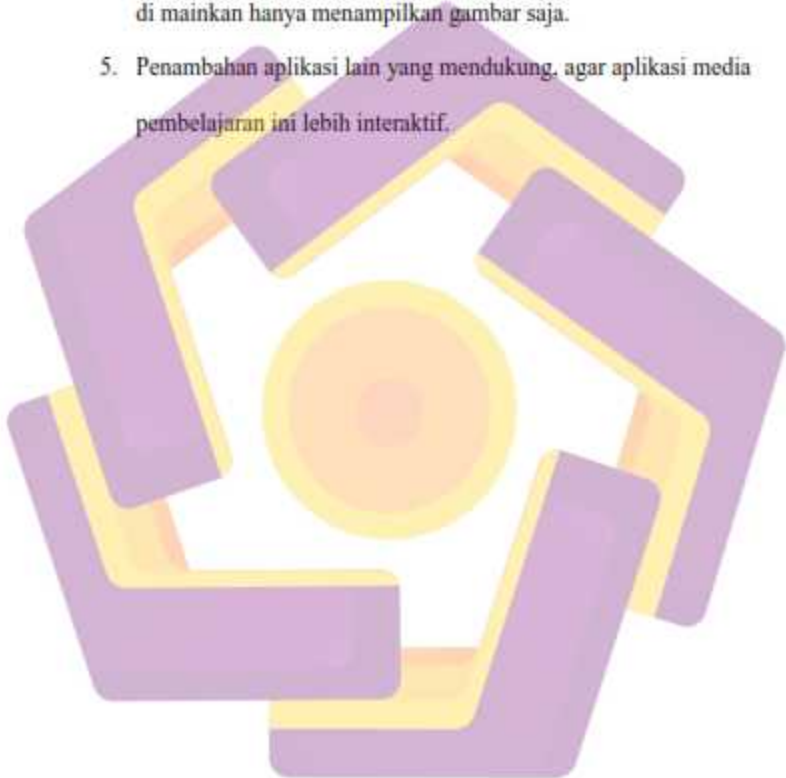 di mainkan hanya menampilkan gambar saja.
5. Penambahan aplikasi lain yang mendukung, agar aplikasi media
pembelajaran ini lebih interaktif.